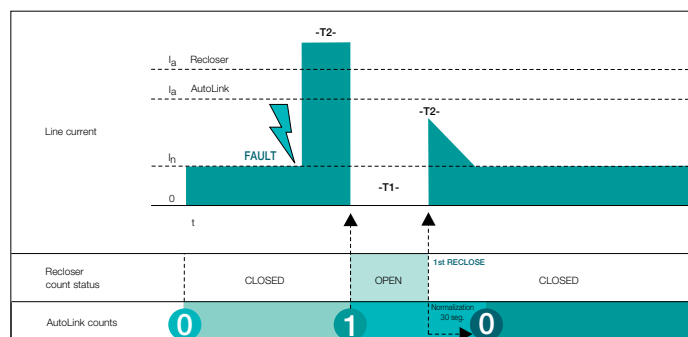 -T2-
Ia Recloser
Ia AutoLink
-T2-
Line current
FAULT
In
-T1-
0
t
1st RECLOSE
Recloser
count status
CLOSED
OPEN
CLOSED
Normalization
30 seg.
AutoLink counts
0
1
0